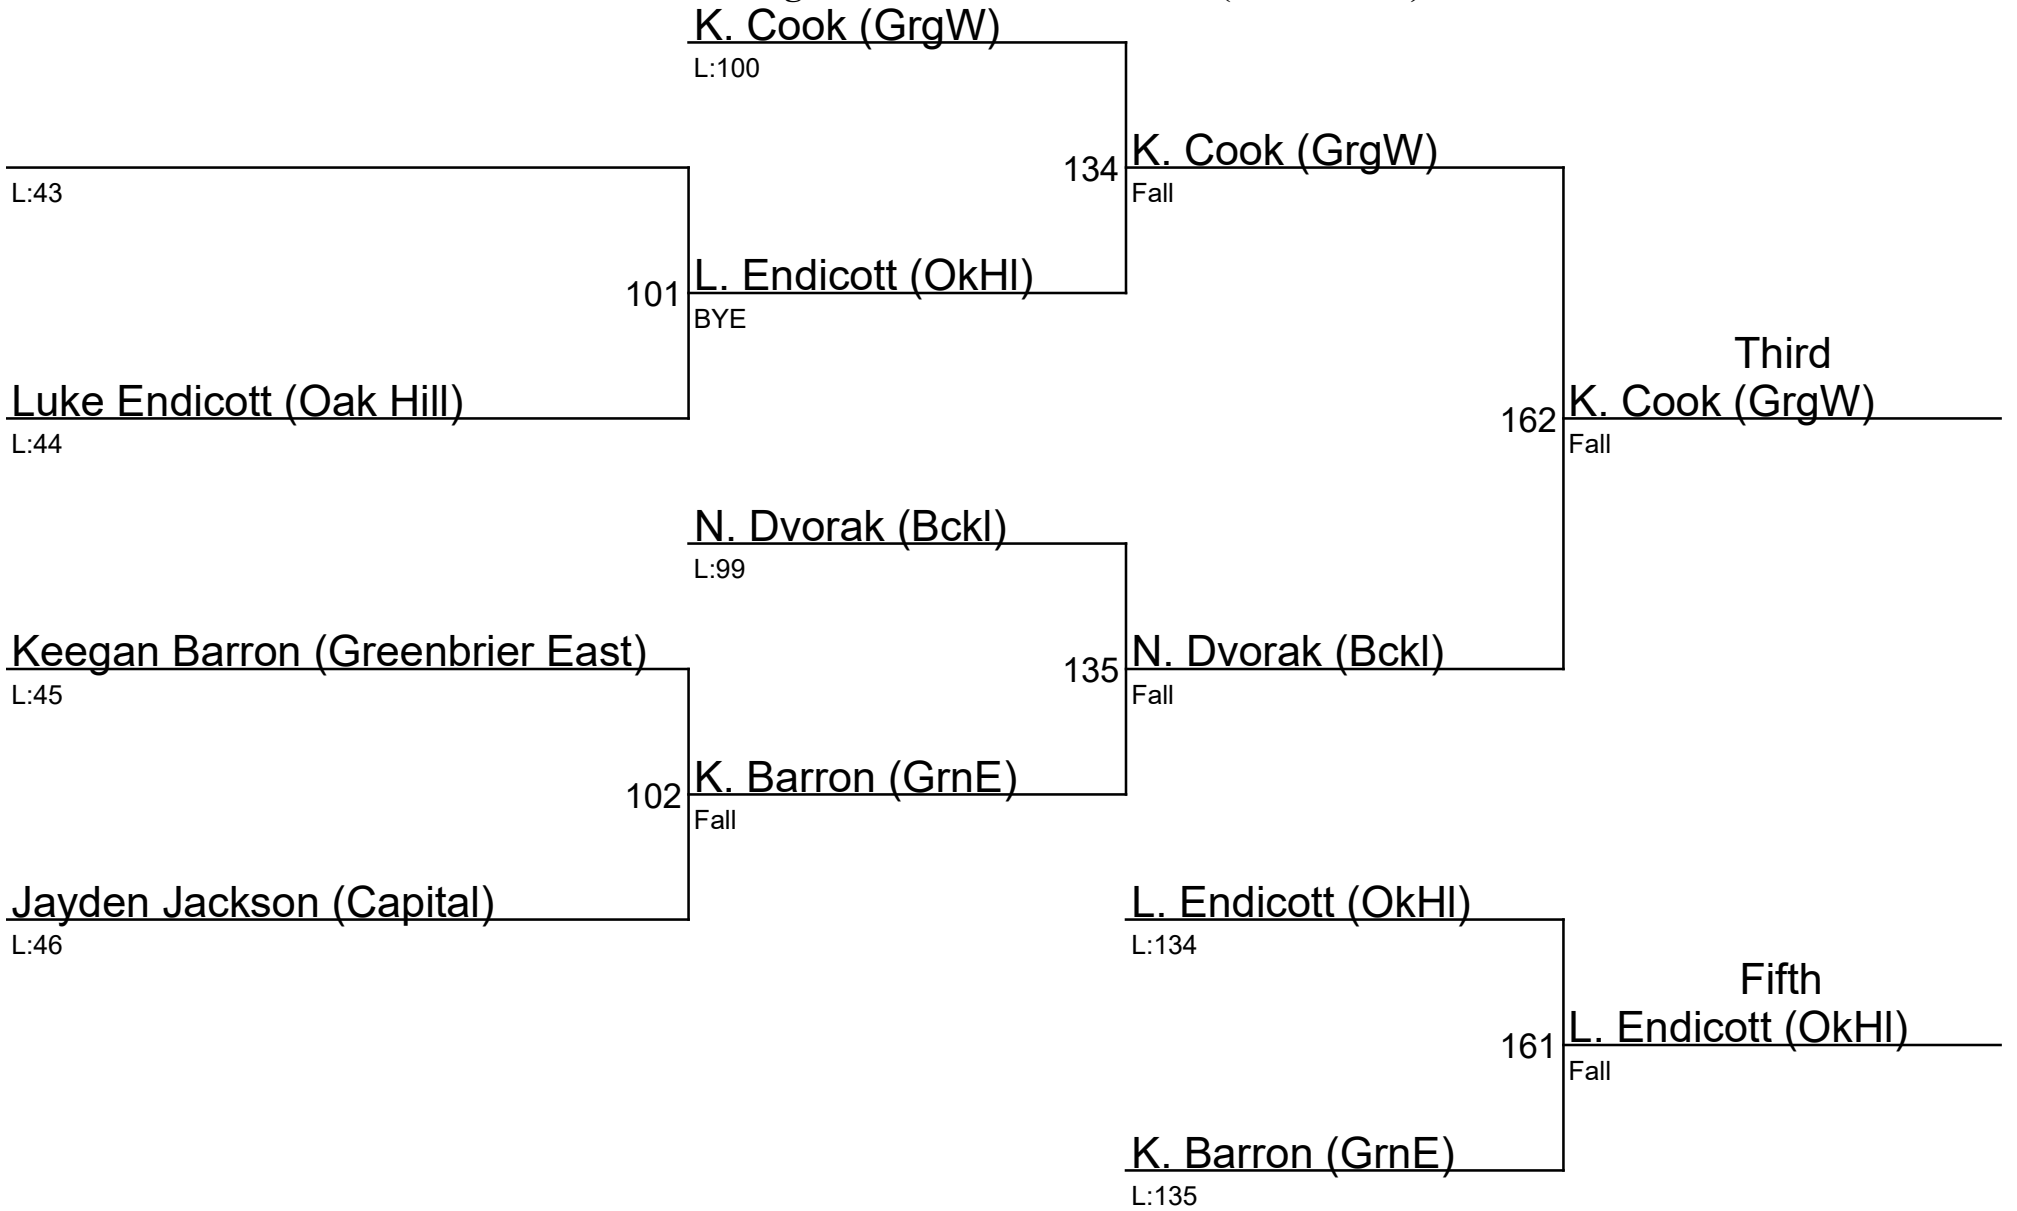 K. Cook (GrgW)
L:100
134
K. Cook (GrgW)
Fall
L:43
101
L. Endicott (OkHl)
BYE
Luke Endicott (Oak Hill)
L:44
Third
162
K. Cook (GrgW)
Fall
N. Dvorak (Bckl)
L:99
Keegan Barron (Greenbrier East)
L:45
135
N. Dvorak (Bckl)
Fall
102
K. Barron (GrnE)
Fall
Jayden Jackson (Capital)
L:46
L. Endicott (OkHl)
L:134
Fifth
161
L. Endicott (OkHl)
Fall
K. Barron (GrnE)
L:135